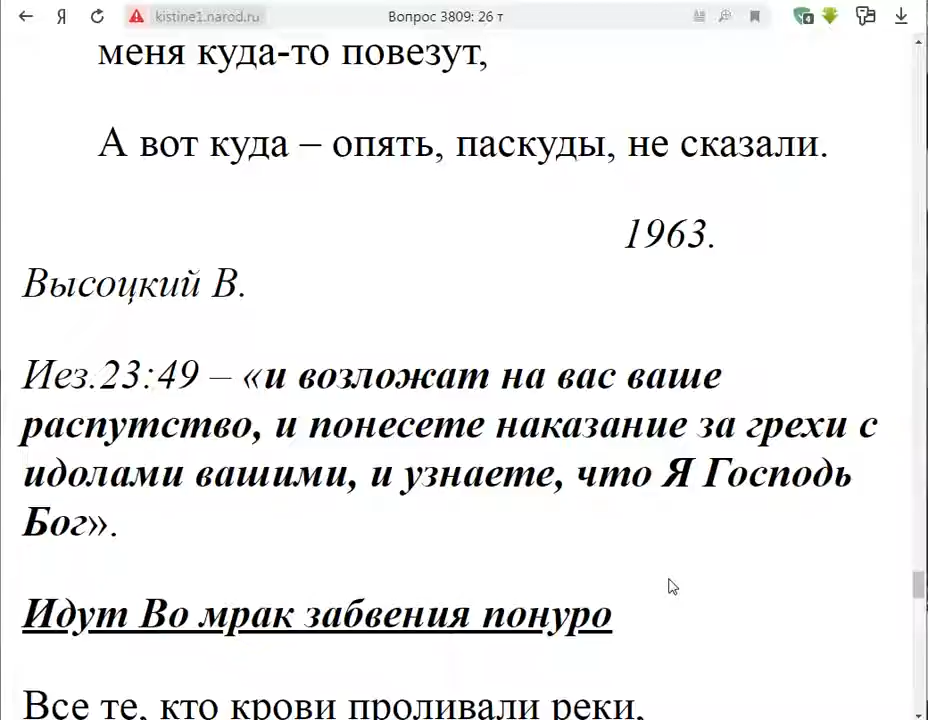 Я
kistine1.narod.ru
Вопрос 3809: 26 т
4
меня куда-то повезут,
А вот куда – опять, паскуды, не сказали.
1963.
Высоцкий В.
Иез.23:49 – «и возложат на вас ваше
распутство, и понесете наказание за грехи с
идолами вашими, и узнаете, что Я Господь
Бог».
Идут Во мрак забвения понуро
Все те, кто крови проливали реки,